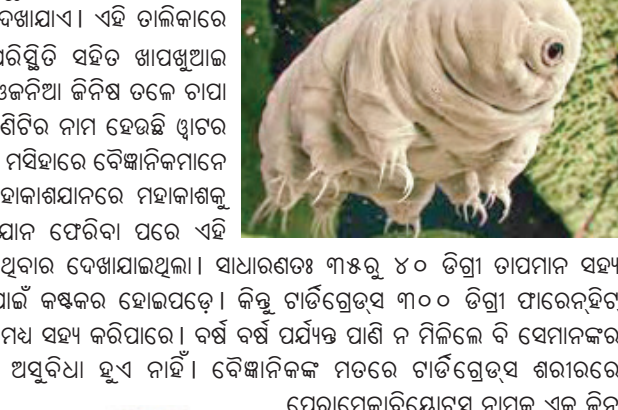 ଦେଖାଯାଏ। ଏହି ତାଲିକାରେ
ପରିସ୍ଥିତି ସହିତ ଖାପଖୁଆଇ
ଓଜନିଆ ଜିନିଷ ତଳେ ଚାପା
ଣିଟିର ନାମ ହେଉଛି ୱାଟର
ମସିହାରେ ବୈଜ୍ଞାନିକମାନେ
ହାକାଶଯାନରେ ମହାକାଶକୁ
ଯାନ ଫେରିବା ପରେ ଏହି
ଥିବାର ଦେଖାଯାଇଥିଲା। ସାଧାରଣତଃ ୩୫ରୁ ୪୦ ଡିଗ୍ରୀ ତାପମାନ ସହ୍ୟ
ପାଇଁ କଷ୍ଟକର ହୋଇପଡ଼େ। କିନ୍ତୁ ଟାର୍ଡିଗ୍ରେଡ୍‌ସ ୩୦୦ ଡିଗ୍ରୀ ଫାରେନ୍‌ହିଟ୍
ମଧ୍ୟ ସହ୍ୟ କରିପାରେ। ବର୍ଷ ବର୍ଷ ପର୍ଯ୍ୟନ୍ତ ପାଣି ନ ମିଳିଲେ ବି ସେମାନଙ୍କର
ଅସୁବିଧା ହୁଏ ନାହିଁ। ବୈଜ୍ଞାନିକଙ୍କ ମତରେ ଟାର୍ଡିଗ୍ରେଡ୍‌ସ ଶରୀରରେ
ନାମକ ଏକ ଜିନ